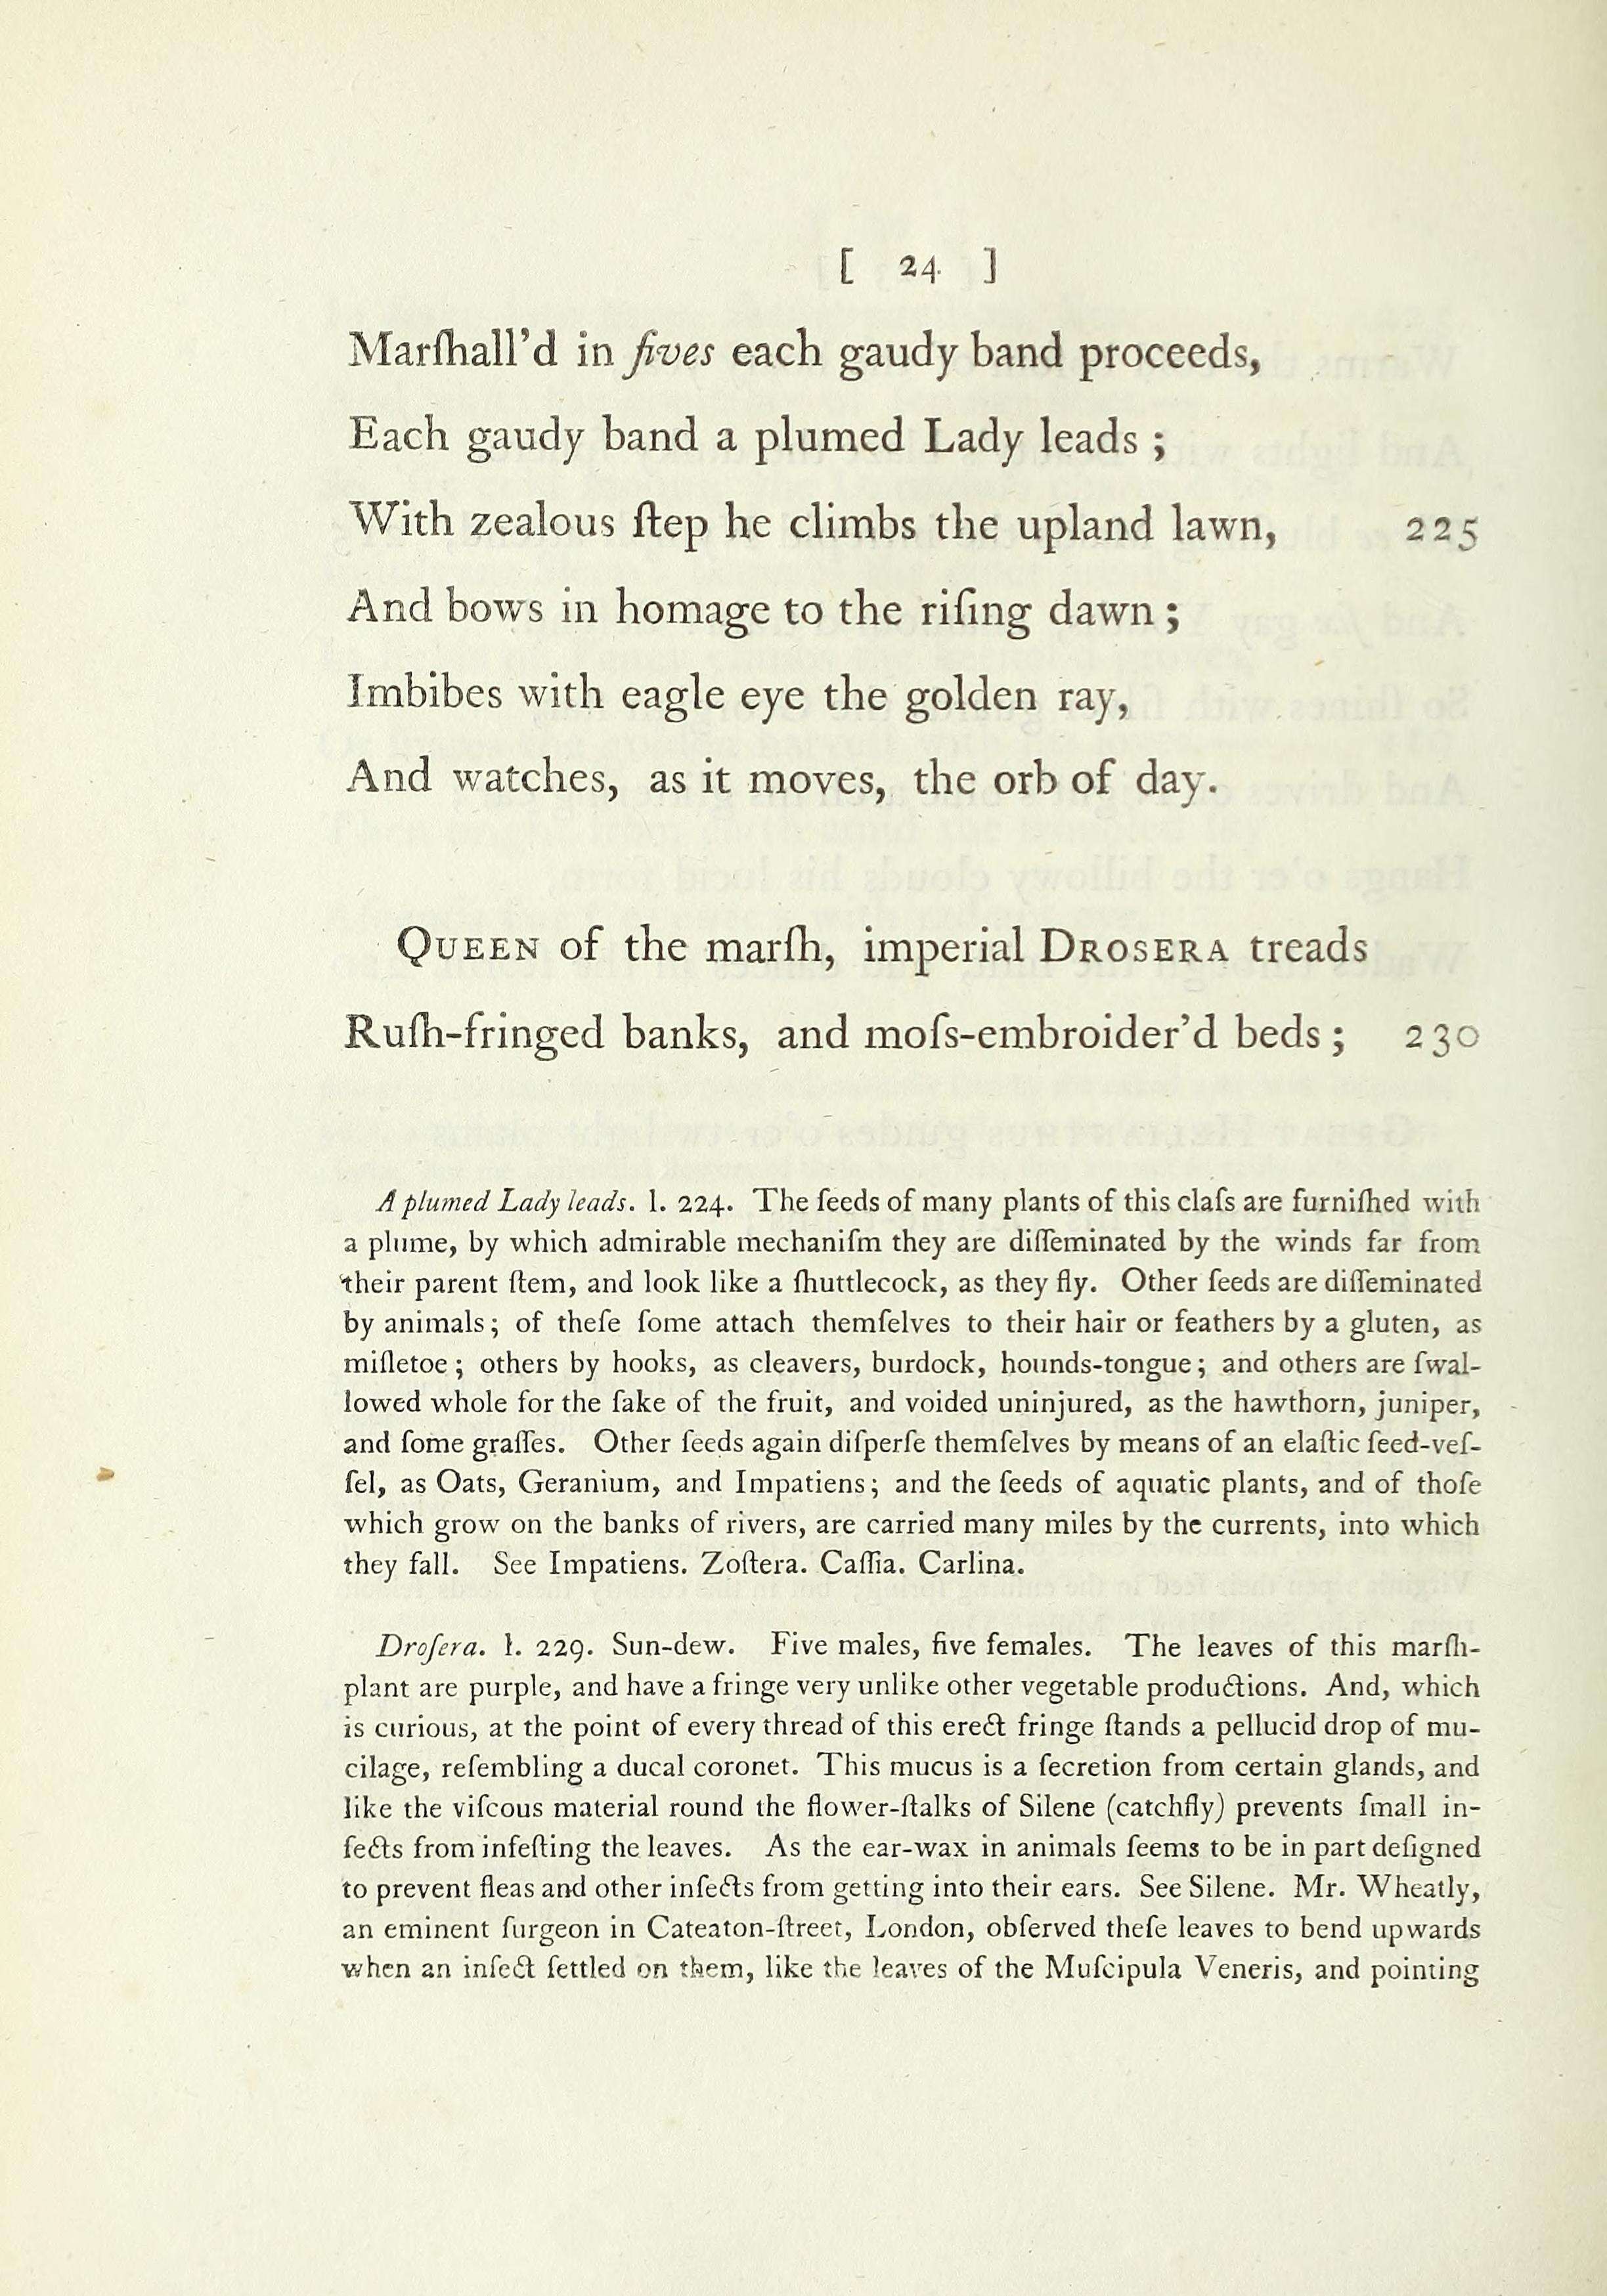 [ 24 ]
Marſhall’d in fives each gaudy band proceeds,
Each gaudy band a plumed Lady leads ;
With zealous ſtep he climbs the upland lawn, 225
And bows in homage to the riſing dawn ;
Imbibes with eagle eye the golden ray,
And watches, as it moves, the orb of day.
QUEEN of the marſh, imperial DROSERA treads
Ruſh-fringed banks, and moſs-embroider’d beds ; 230
A plumed Lady leads. l. 224. The ſeeds of many plants of this claſs are furniſhed with
a plume, by which admirable mechaniſm they are diſſeminated by the winds far from
their parent ſtem, and look like a ſhuttlecock, as they fly. Other ſeeds are diſſeminated
by animals ; of theſe ſome attach themſelves to their hair or feathers by a gluten, as
miſletoe ; others by hooks, as cleavers, burdock, hounds-tongue ; and others are ſwal-
lowed whole for the ſake of the fruit, and voided uninjured, as the hawthorn, juniper,
and ſome graſſes. Other ſeeds again diſperſe themſelves by means of an elaſtic ſeed-veſ-
ſel, as Oats, Geranium, and Impatiens ; and the ſeeds of aquatic plants, and of thoſe
which grow on the banks of rivers, are carried many miles by the currents, into which
they fall. See Impatiens. Zoſtera. Caſſia. Carlina.
Droſera. l. 229. Sun-dew. Five males, five females. The leaves of this marſh-
plant are purple, and have a fringe very unlike other vegetable productions. And, which
is curious, at the point of every thread of this erect fringe ſtands a pellucid drop of mu-
cilage, reſembling a ducal coronet. This mucus is a ſecretion from certain glands, and
like the viſcous material round the flower-ſtalks of Silene (catchfly) prevents ſmall in-
ſects from infeſting the leaves. As the ear-wax in animals ſeems to be in part deſigned
to prevent fleas and other inſects from getting into their ears. See Silene. Mr. Wheatly,
an eminent ſurgeon in Cateaton-ſtreet, London, obſerved theſe leaves to bend upwards
when an inſect ſettled on them, like the leaves of the Muſcipula Veneris, and pointing